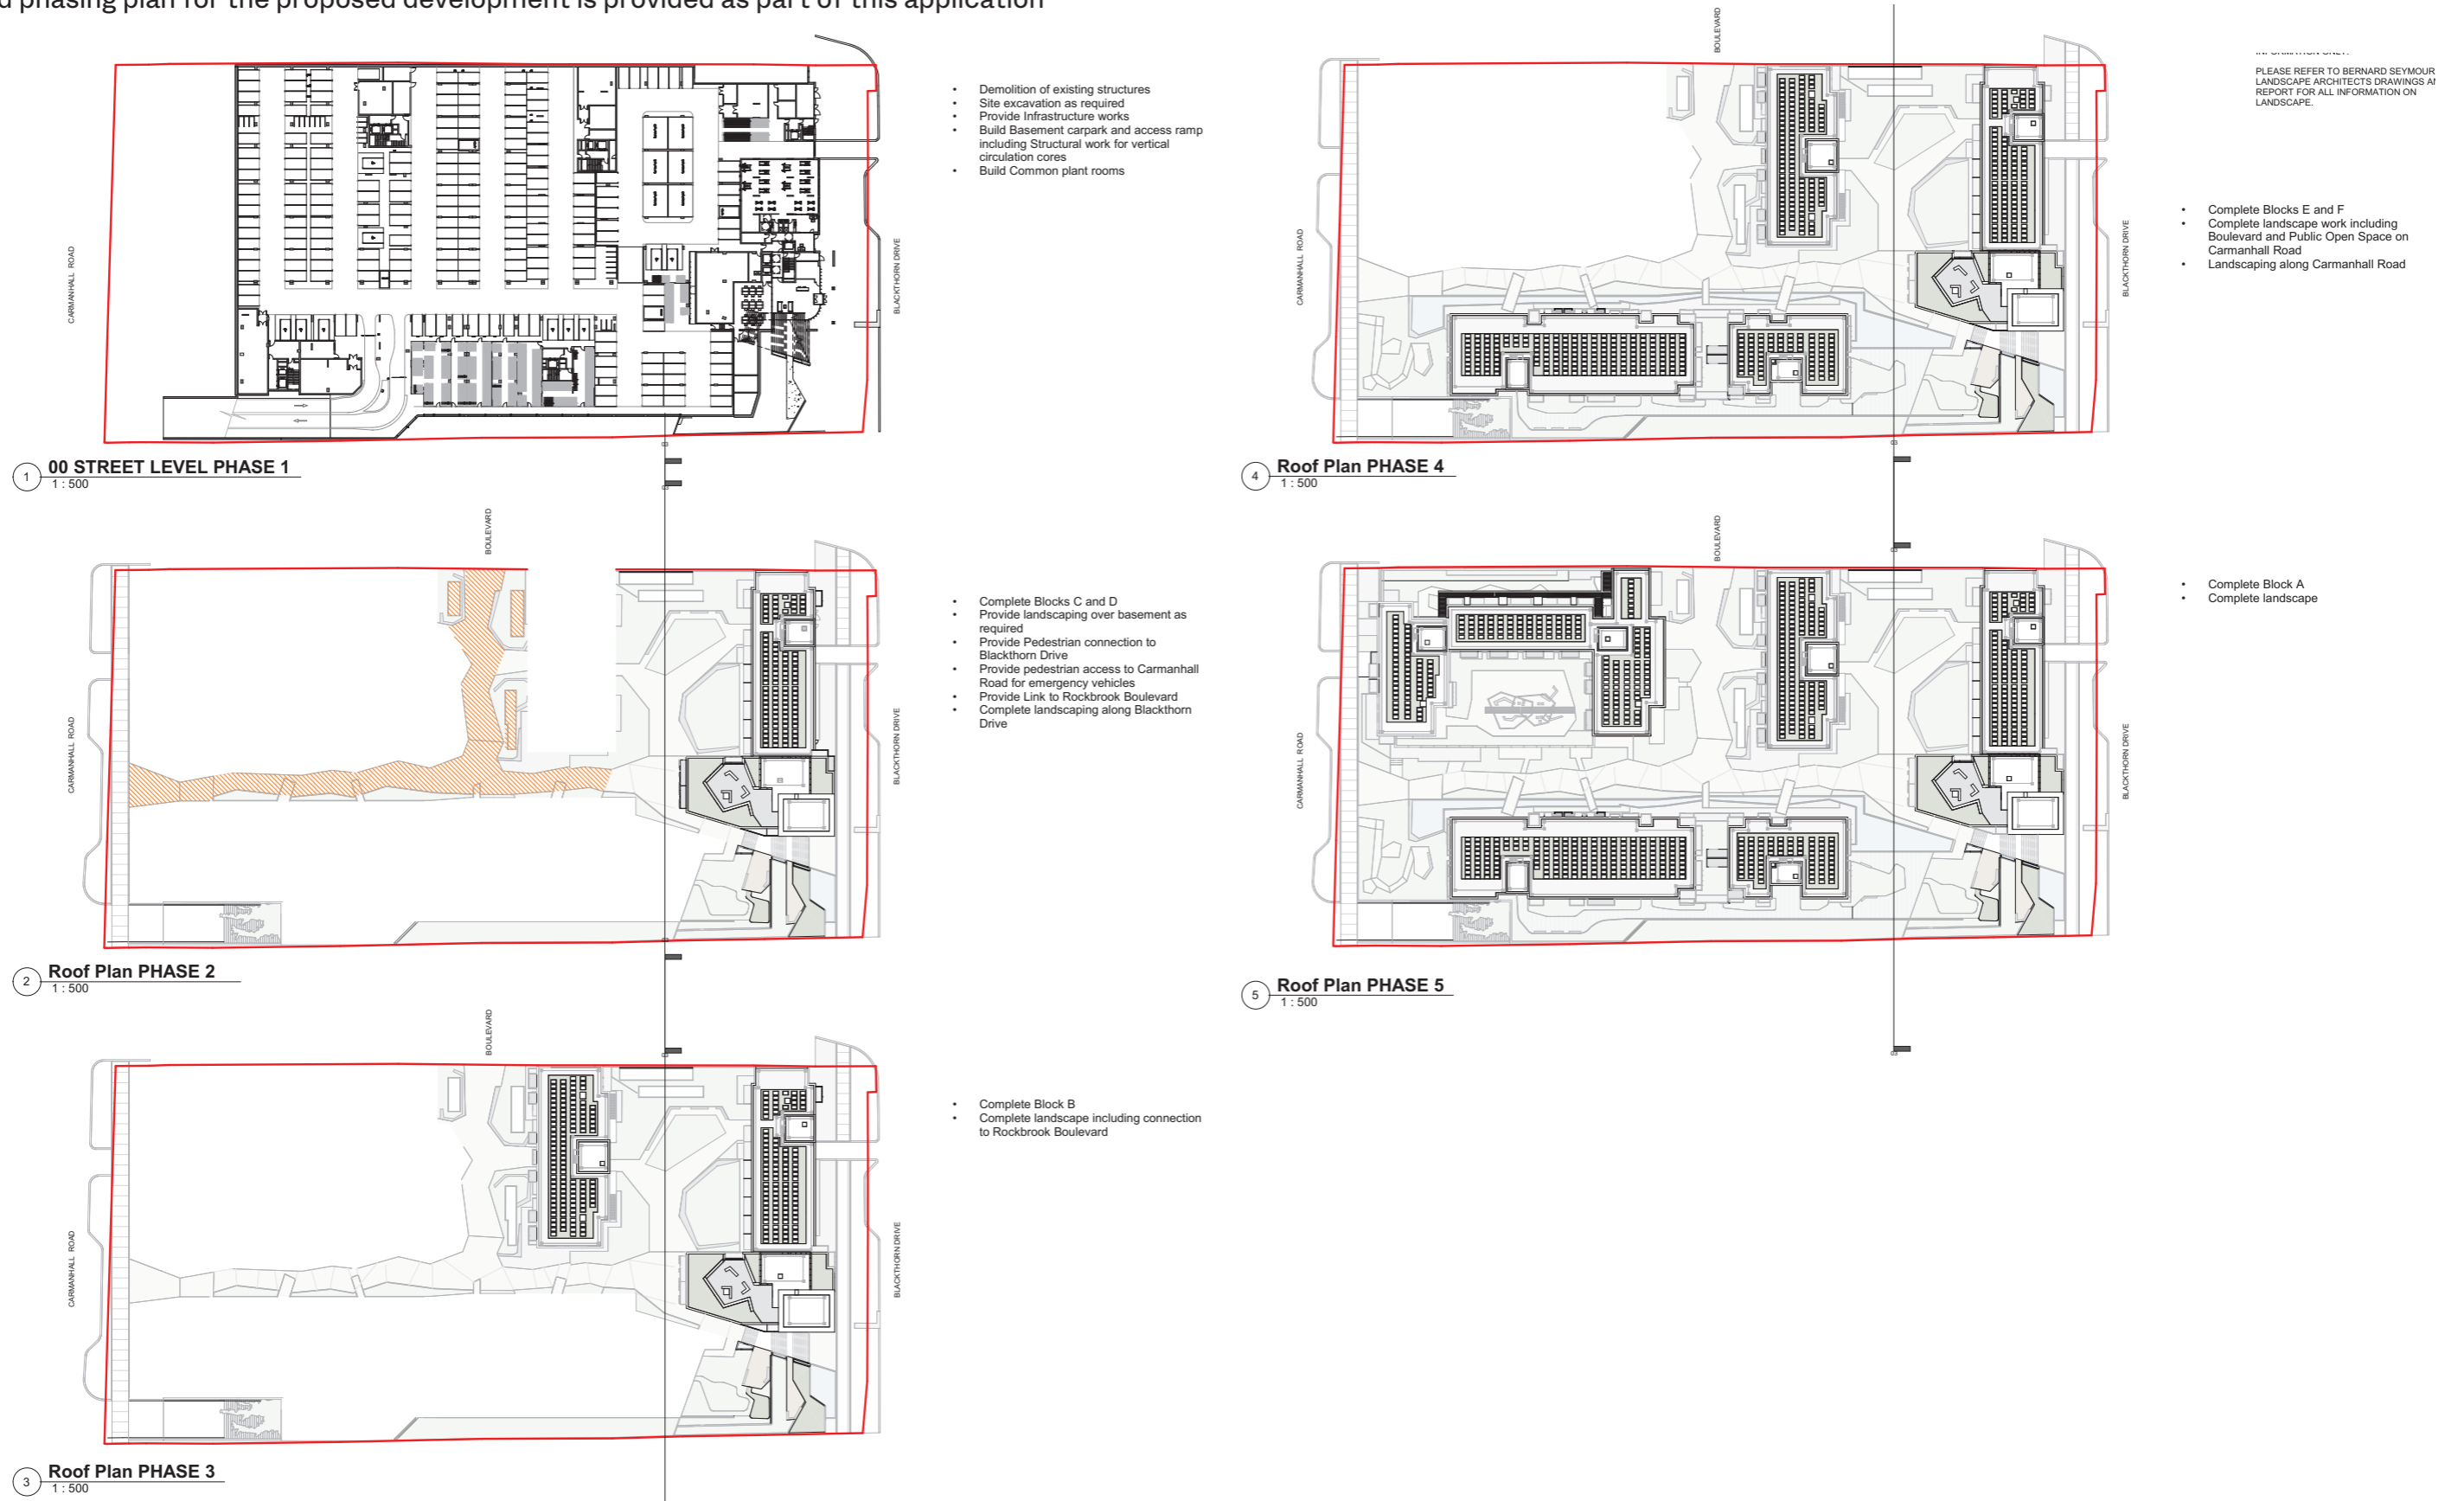 phasing plan for the proposed development is provided as part of this application
CARMANHALL ROAD
BLACKTHORN DRIVE
• Demolition of existing structures
• Site excavation as required
• Provide Infrastructure works
• Build Basement carpark and access ramp
including Structural work for vertical
circulation cores
• Build Common plant rooms
1 00 STREET LEVEL PHASE 1
1 : 500
BOULEVARD
CARMANHALL ROAD
BLACKTHORN DRIVE
• Complete Blocks C and D
• Provide landscaping over basement as
required
• Provide Pedestrian connection to
Blackthorn Drive
• Provide pedestrian access to Carmanhall
Road for emergency vehicles
• Provide Link to Rockbrook Boulevard
• Complete landscaping along Blackthorn
Drive
2 Roof Plan PHASE 2
1 : 500
BOULEVARD
CARMANHALL ROAD
BLACKTHORN DRIVE
• Complete Block B
• Complete landscape including connection
to Rockbrook Boulevard
3 Roof Plan PHASE 3
1 : 500
BOULEVARD
CARMANHALL ROAD
BLACKTHORN DRIVE
PLEASE REFER TO BERNARD SEYMOUR
LANDSCAPE ARCHITECTS DRAWINGS
REPORT FOR ALL INFORMATION ON
LANDSCAPE.
• Complete Blocks E and F
• Complete landscape work including
Boulevard and Public Open Space on
Carmanhall Road
• Landscaping along Carmanhall Road
4 Roof Plan PHASE 4
1 : 500
BOULEVARD
CARMANHALL ROAD
BLACKTHORN DRIVE
• Complete Block A
• Complete landscape
5 Roof Plan PHASE 5
1 : 500